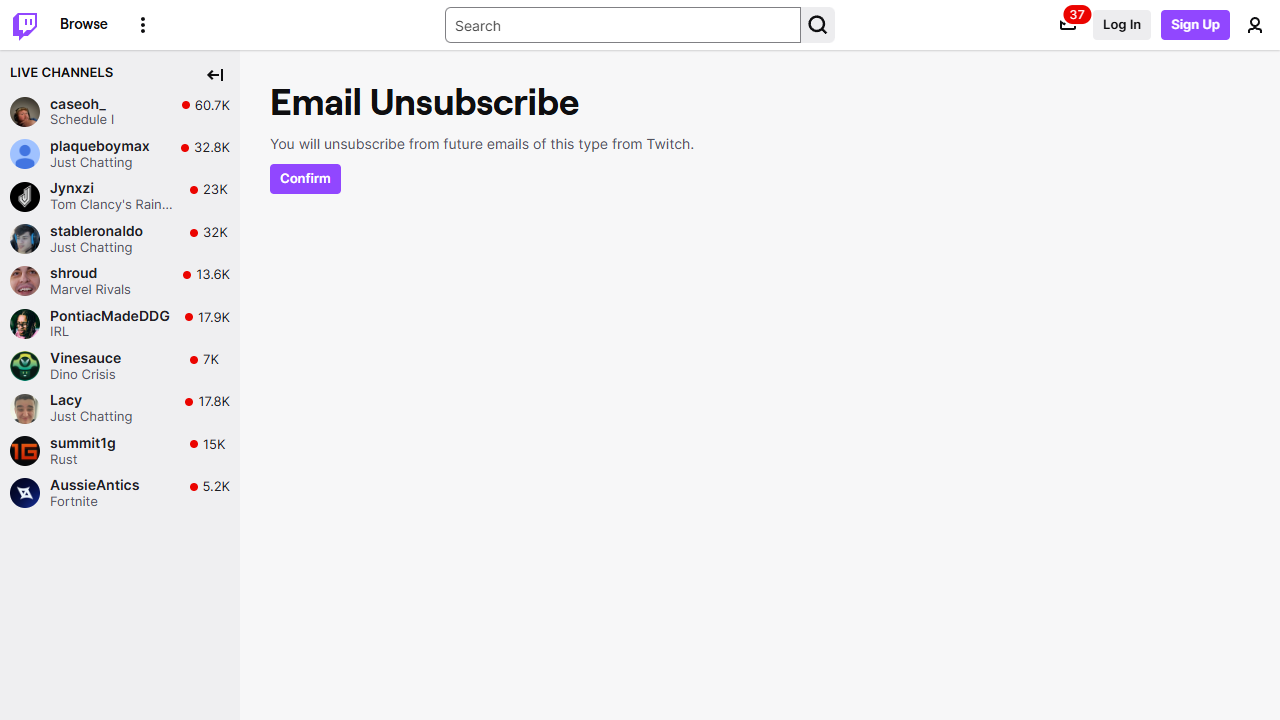 Browse
Search
37
Log In
Sign Up
LIVE CHANNELS
caseoh_
60.7K
Schedule I
plaqueboymax
32.8K
Just Chatting
Jynxzi
23K
Tom Clancy's Rain...
stableronaldo
32K
Just Chatting
shroud
13.6K
Marvel Rivals
PontiacMadeDDG
17.9K
IRL
Vinesauce
7K
Dino Crisis
Lacy
17.8K
Just Chatting
summit1g
15K
Rust
AussieAntics
5.2K
Fortnite
Email Unsubscribe
You will unsubscribe from future emails of this type from Twitch.
Confirm